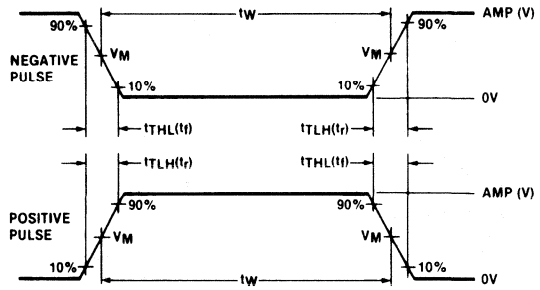 90% tW 90% AMP (V)
NEGATIVE
PULSE
VM VM
10% 10%
0V
tTHL(tf) tTLH(tr)
tTLH(tr) tTHL(tf)
AMP (V)
90% 90%
POSITIVE
PULSE
VM VM
10% tW 10%
0V